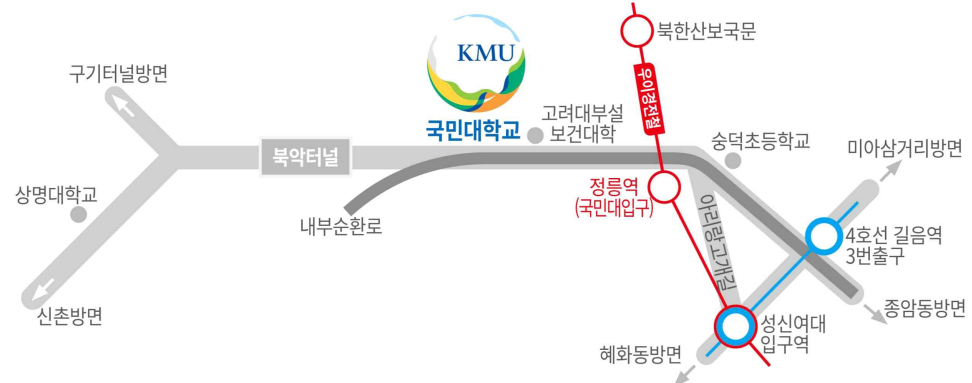 북한산보국문
KMU
구기터널방면
우이경전철
고려대부설
보건대학
국민대학교
숭덕초등학교
미아삼거리방면
북악터널
정릉역
(국민대입구)
상명대학교
아리랑고개길
내부순환로
4호선 길음역
3번출구
종암동방면
신촌방면
성신여대
입구역
혜화동방면